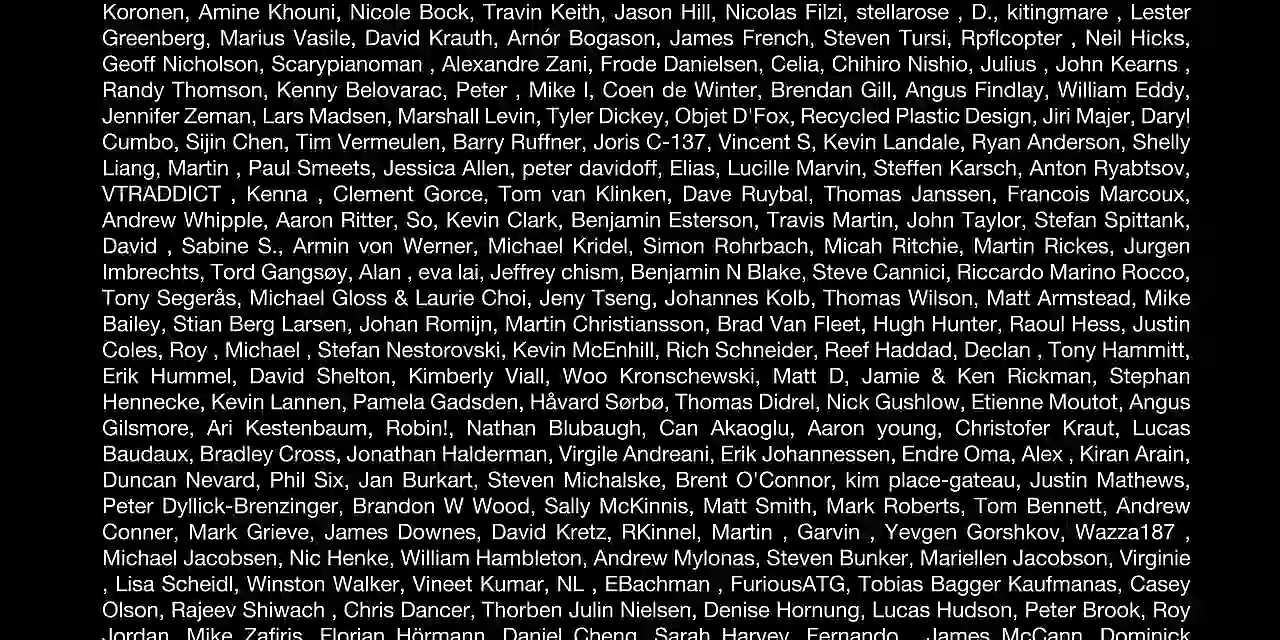 Koronen, Amine Khouni, Nicole Bock, Travin Keith, Jason Hill, Nicolas Filzi, stellarose , D., kitingmare , Lester
Greenberg, Marius Vasile, David Krauth, Arnór Bogason, James French, Steven Tursi, Rpflcopter , Neil Hicks,
Geoff Nicholson, Scarypianoman , Alexandre Zani, Frode Danielsen, Celia, Chihiro Nishio, Julius , John Kearns ,
Randy Thomson, Kenny Belovarac, Peter , Mike I, Coen de Winter, Brendan Gill, Angus Findlay, William Eddy,
Jennifer Zeman, Lars Madsen, Marshall Levin, Tyler Dickey, Objet D'Fox, Recycled Plastic Design, Jiri Majer, Daryl
Cumbo, Sijin Chen, Tim Vermeulen, Barry Ruffner, Joris C-137, Vincent S, Kevin Landale, Ryan Anderson, Shelly
Liang, Martin , Paul Smeets, Jessica Allen, peter davidoff, Elias, Lucille Marvin, Steffen Karsch, Anton Ryabtsov,
VTRADDICT , Kenna , Clement Gorce, Tom van Klinken, Dave Ruybal, Thomas Janssen, Francois Marcoux,
Andrew Whipple, Aaron Ritter, So, Kevin Clark, Benjamin Esterson, Travis Martin, John Taylor, Stefan Spittank,
David , Sabine S., Armin von Werner, Michael Kridel, Simon Rohrbach, Micah Ritchie, Martin Rickes, Jurgen
Imbrechts, Tord Gangsøy, Alan , eva lai, Jeffrey chism, Benjamin N Blake, Steve Cannici, Riccardo Marino Rocco,
Tony Segerås, Michael Gloss & Laurie Choi, Jeny Tseng, Johannes Kolb, Thomas Wilson, Matt Armstead, Mike
Bailey, Stian Berg Larsen, Johan Romijn, Martin Christiansson, Brad Van Fleet, Hugh Hunter, Raoul Hess, Justin
Coles, Roy , Michael , Stefan Nestorovski, Kevin McEnhill, Rich Schneider, Reef Haddad, Declan , Tony Hammitt,
Erik Hummel, David Shelton, Kimberly Viall, Woo Kronschewski, Matt D, Jamie & Ken Rickman, Stephan
Hennecke, Kevin Lannen, Pamela Gadsden, Håvard Sørbø, Thomas Didrel, Nick Gushlow, Etienne Moutot, Angus
Gilsmore, Ari Kestenbaum, Robin!, Nathan Blubaugh, Can Akaoglu, Aaron young, Christofer Kraut, Lucas
Baudaux, Bradley Cross, Jonathan Halderman, Virgile Andreani, Erik Johannessen, Endre Oma, Alex , Kiran Arain,
Duncan Nevard, Phil Six, Jan Burkart, Steven Michalske, Brent O'Connor, kim place-gateau, Justin Mathews,
Peter Dyllick-Brenzinger, Brandon W Wood, Sally McKinnis, Matt Smith, Mark Roberts, Tom Bennett, Andrew
Conner, Mark Grieve, James Downes, David Kretz, RKinnel, Martin , Garvin , Yevgen Gorshkov, Wazza187 ,
Michael Jacobsen, Nic Henke, William Hambleton, Andrew Mylonas, Steven Bunker, Mariellen Jacobson, Virginie
, Lisa Scheidl, Winston Walker, Vineet Kumar, NL , EBachman , FuriousATG, Tobias Bagger Kaufmanas, Casey
Olson, Rajeev Shiwach , Chris Dancer, Thorben Julin Nielsen, Denise Hornung, Lucas Hudson, Peter Brook, Roy
Jordan, Mike Zafiris, Florian Hörmann, Daniel Cheng, Sarah Harvey, Fernando , James McCann, Dominick